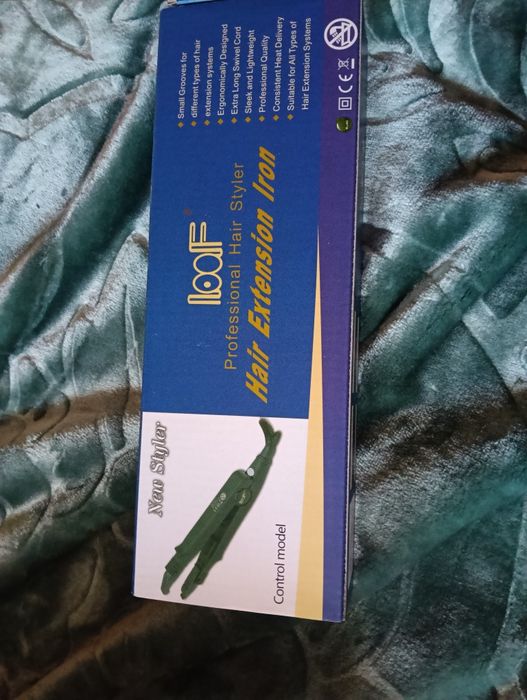 Small Grooves for
different types of hair
extension systems
Ergonomically Designed
Extra Long Swivel Cord
Sleek and Lightweight
Professional Quality
Consistent Heat Delivery
Suitable for All Types of
Hair Extension Systems
Professional Hair Styler
Hair Extension Iron
New Styler
Control model
CE